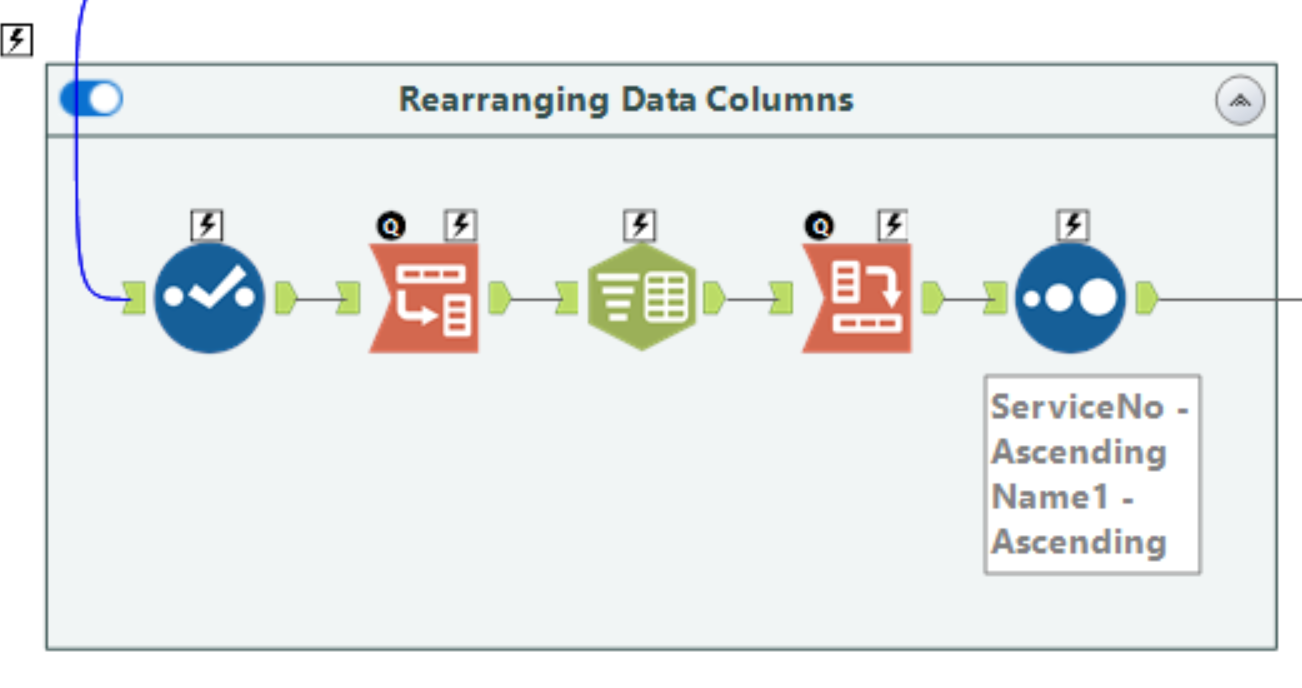 Rearranging Data Columns
Q
Q
ServiceNo -
Ascending
Name1 -
Ascending